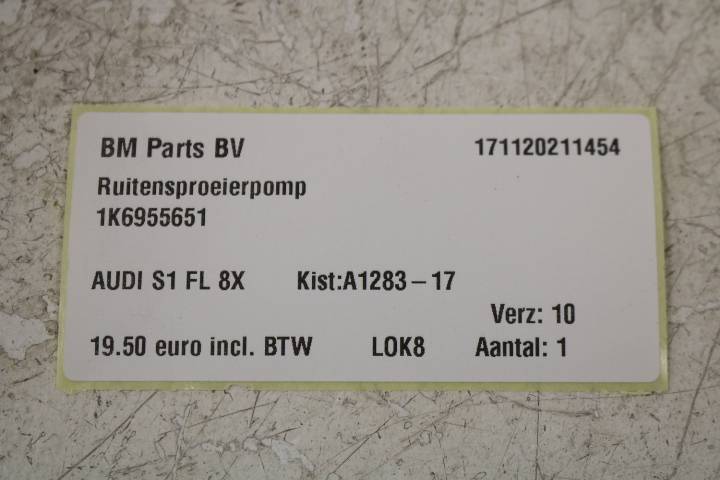 BM Parts BV 171120211454
Ruitensproeierpomp
1K6955651
AUDI S1 FL 8X Kist:A1283-17
Verz: 10
19.50 euro incl. BTW LOK8 Aantal: 1